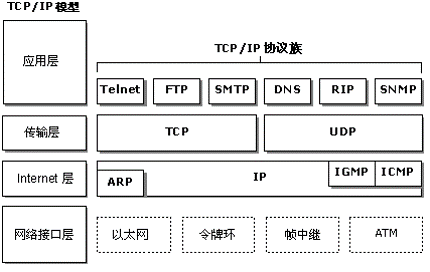 TCP/IP 模型
TCP/IP 协议族
应用层
Telnet FTP SMTP DNS RIP SNMP
传输层 TCP UDP
Internet 层 ARP IP IGMP ICMP
网络接口层 以太网 令牌环 帧中继 ATM